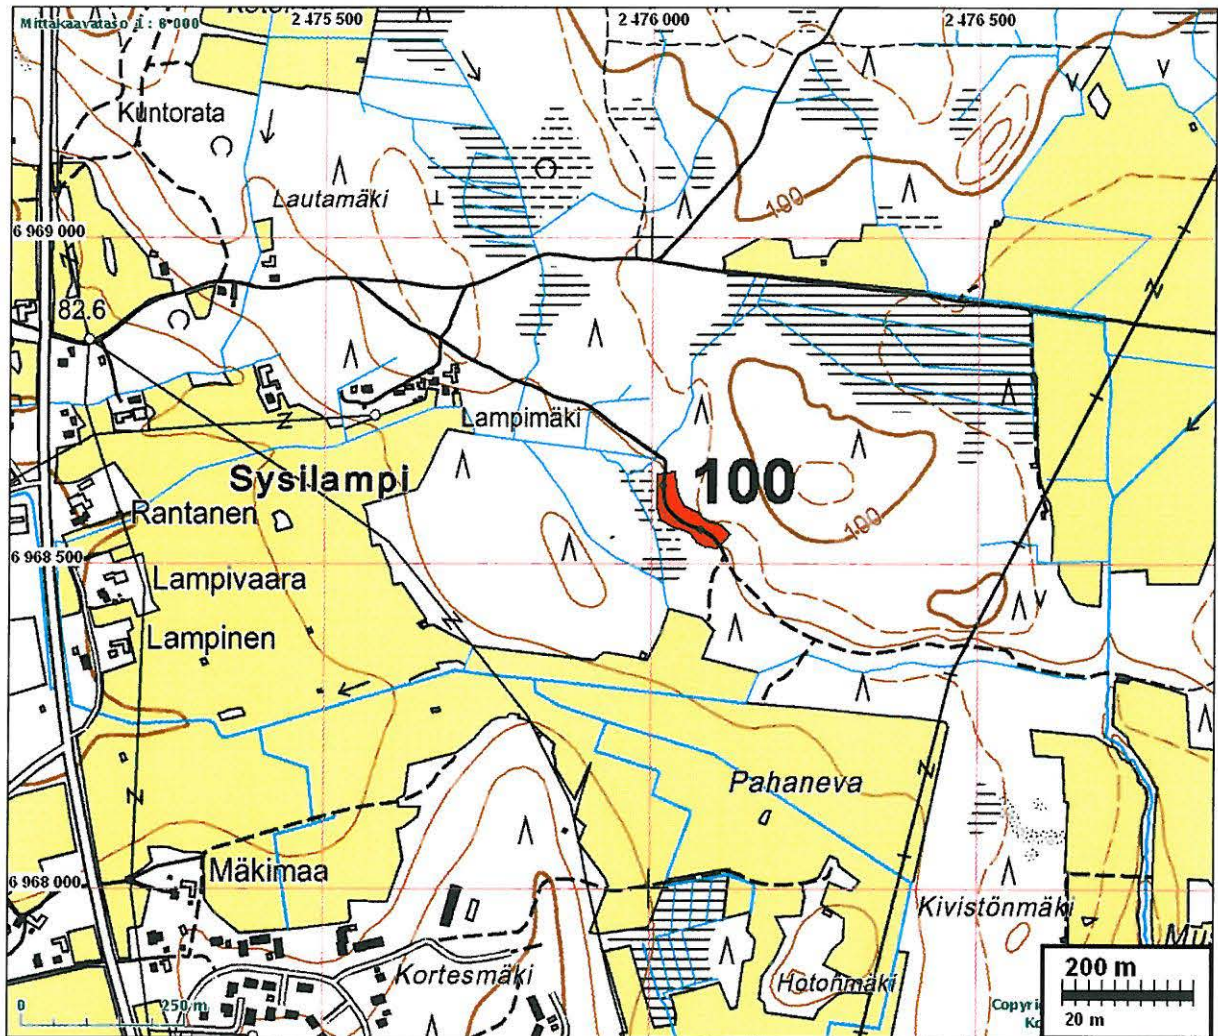 Mittakaavataso 1 : 8 000
2 475 500
2 476 000
2 476 500
Kuntorata
Lautamäki
100
6 969 000
82.6
Lampimäki
Sysilampi
100
Rantanen
100
6 968 500
Lampivaara
Lampinen
Pahaneva
6 968 000
Mäkimaa
Kivistönmäki
Kortesmäki
Hotonmäki
200 m
20 m
0
250 m